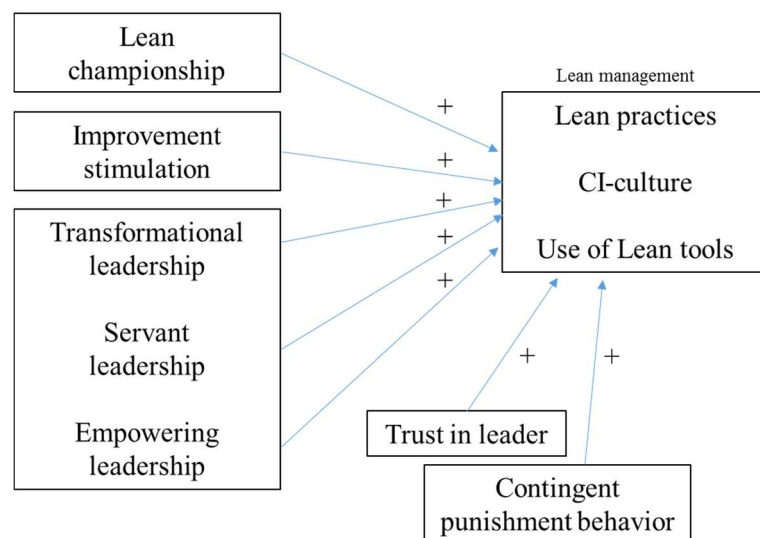 Lean
championship
Improvement
stimulation
Transformational
leadership
Servant
leadership
Empowering
leadership
+
+
+
+
+
Lean management
Lean practices
CI-culture
Use of Lean tools
+
+
Trust in leader
Contingent
punishment behavior